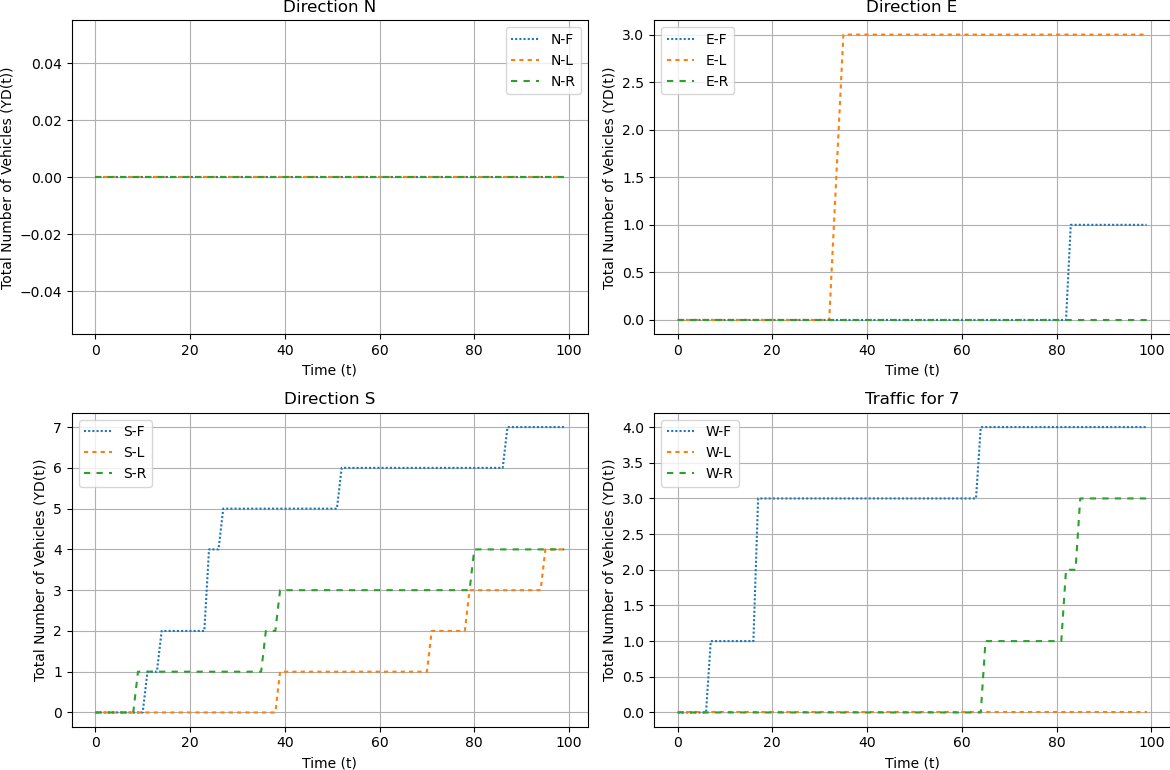 Direction N
Total Number of Vehicles (YD(t))
0.04
0.02
0.00
−0.02
−0.04
N-F
N-L
N-R
0 20 40 60 80 100
Time (t)
Direction E
Total Number of Vehicles (YD(t))
3.0
2.5
2.0
1.5
1.0
0.5
0.0
E-F
E-L
E-R
0 20 40 60 80 100
Time (t)
Direction S
Total Number of Vehicles (YD(t))
7
6
5
4
3
2
1
0
S-F
S-L
S-R
0 20 40 60 80 100
Time (t)
Traffic for 7
Total Number of Vehicles (YD(t))
4.0
3.5
3.0
2.5
2.0
1.5
1.0
0.5
0.0
W-F
W-L
W-R
0 20 40 60 80 100
Time (t)